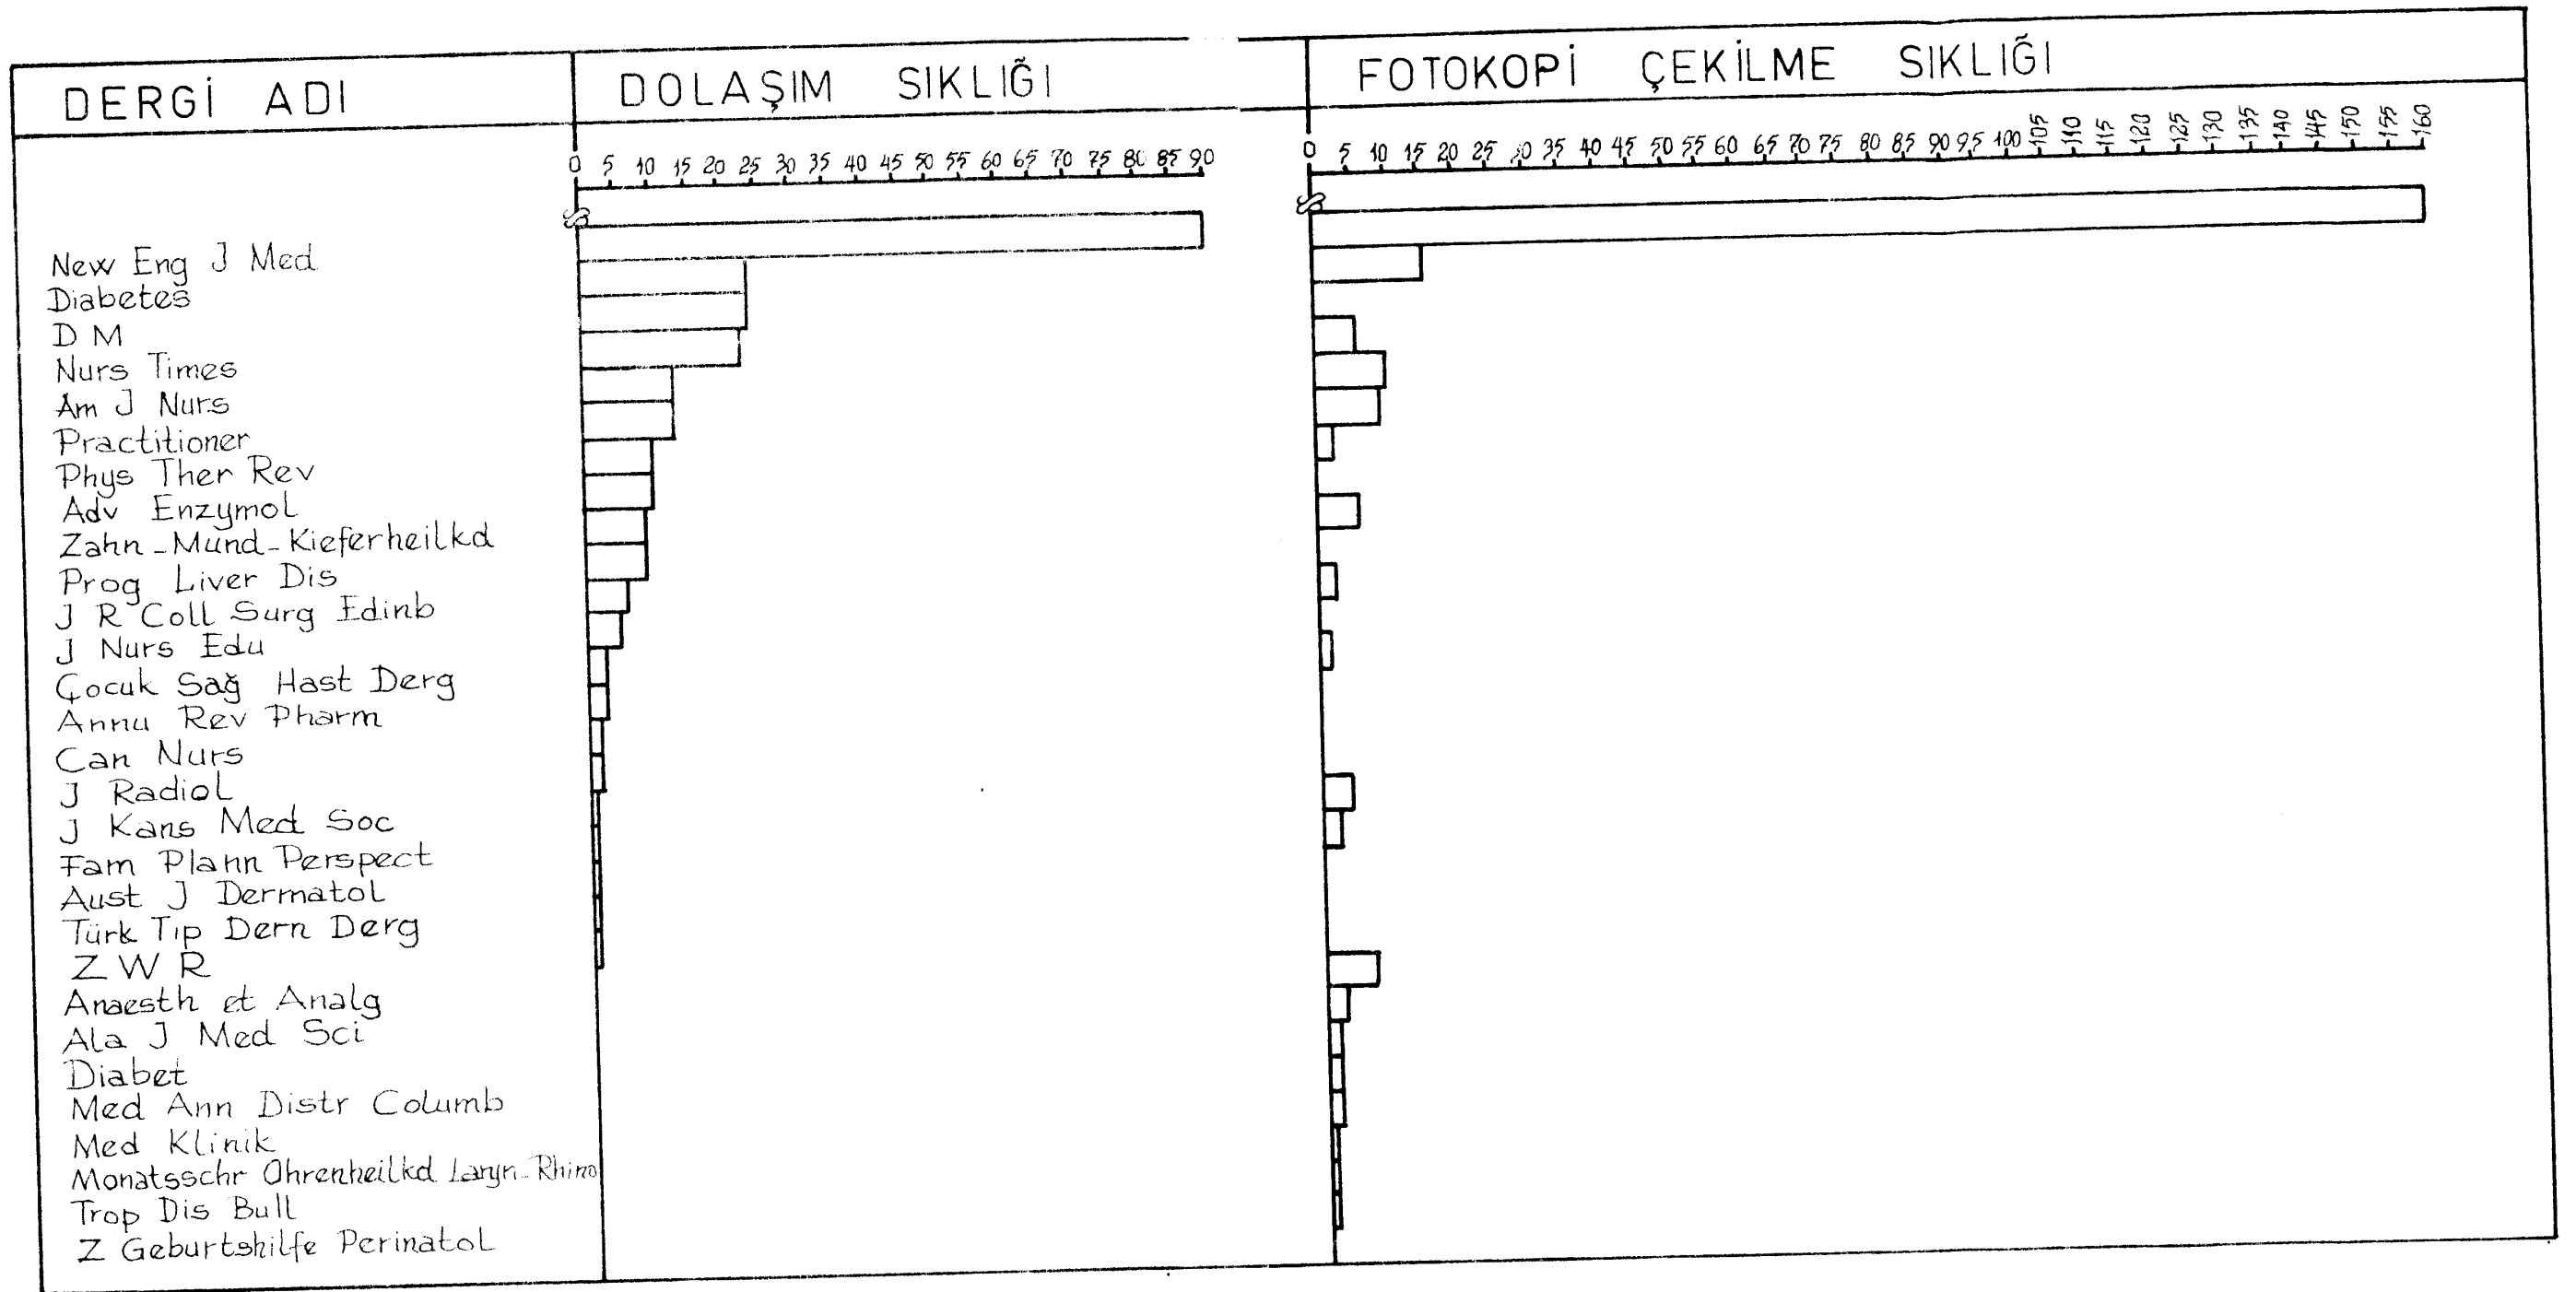 DERGİ ADI
DOLAŞIM SIKLIĞI
FOTOKOPİ ÇEKİLME SIKLIĞI
0 5 10 15 20 25 30 35 40 45 50 55 60 65 70 75 80 85 90
0 5 10 15 20 25 30 35 40 45 50 55 60 65 70 75 80 85 90 95 100 105 110 115 120 125 130 135 140 145 150 155 160
New Eng J Med
Diabetes
D M
Nurs Times
Am J Nurs
Practitioner
Phys Ther Rev
Adv Enzymol
Zahn-Mund-Kieferheilkd
Prog Liver Dis
J R Coll Surg Edinb
J Nurs Edu
Çocuk Sağ Hast Derg
Annu Rev Pharm
Can Nurs
J Radiol
J Kans Med Soc
Fam Plann Perspect
Aust J Dermatol
Türk Tıp Dern Derg
Z W R
Anaesth et Analg
Ala J Med Sci
Diabet
Med Ann Distr Columb
Med Klinik
Monatsschr Ohrenheilkd Laryn-Rhino
Trop Dis Bull
Z Geburtshilfe Perinatol